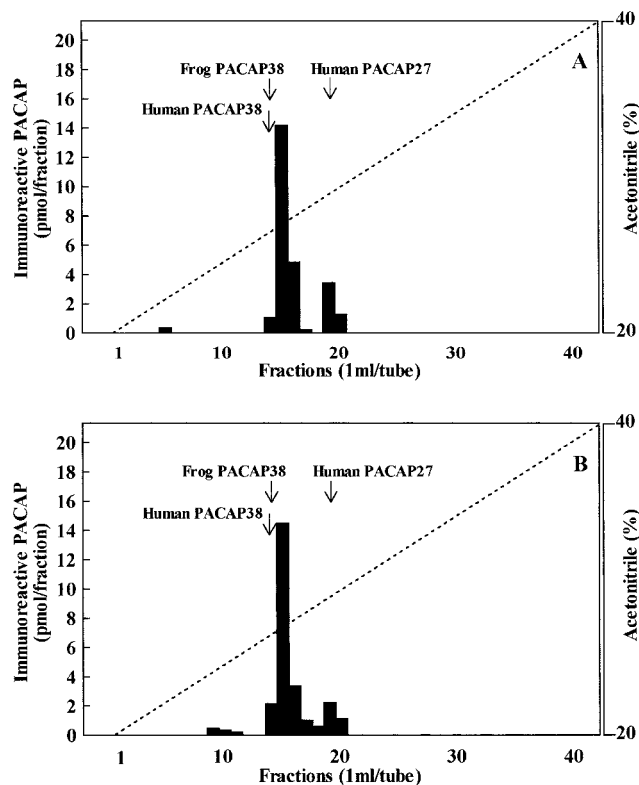 40
20
18
16
14
12
10
8
6
4
2
0
Immunoreactive PACAP
(pmol/fraction)
Frog PACAP38
Human PACAP27
Human PACAP38
A
Acetonitrile (%)
20
1
10
20
30
40
Fractions (1ml/tube)
40
20
18
16
14
12
10
8
6
4
2
0
Immunoreactive PACAP
(pmol/fraction)
Frog PACAP38
Human PACAP27
Human PACAP38
B
Acetonitrile (%)
20
1
10
20
30
40
Fractions (1ml/tube)